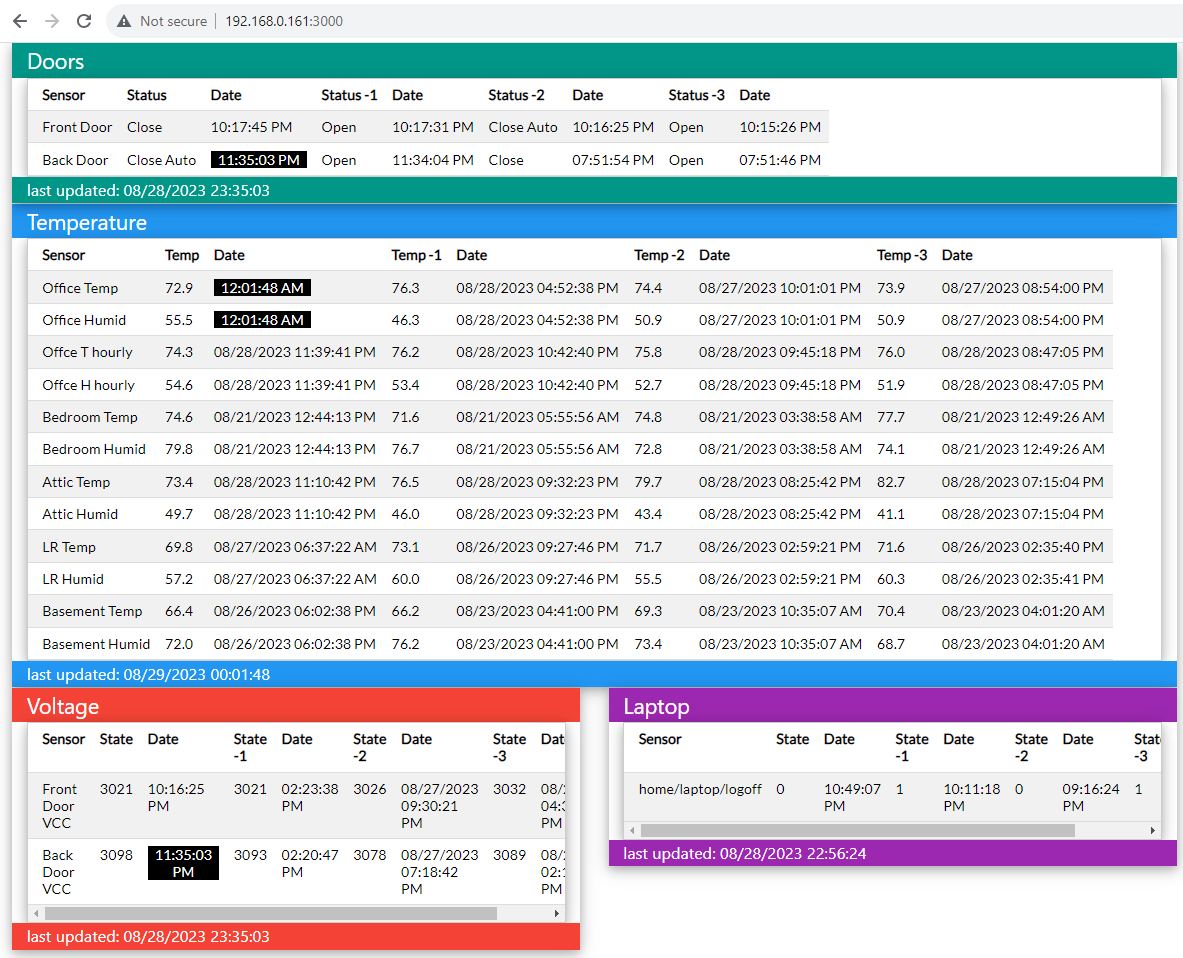 Not secure | 192.168.0.161:3000
Doors
Sensor Status Date Status -1 Date Status -2 Date Status -3 Date
Front Door Close 10:17:45 PM Open 10:17:31 PM Close Auto 10:16:25 PM Open 10:15:26 PM
Back Door Close Auto 11:35:03 PM Open 11:34:04 PM Close 07:51:54 PM Open 07:51:46 PM
last updated: 08/28/2023 23:35:03
Temperature
Sensor Temp Date Temp -1 Date Temp -2 Date Temp -3 Date
Office Temp 72.9 12:01:48 AM 76.3 08/28/2023 04:52:38 PM 74.4 08/27/2023 10:01:01 PM 73.9 08/27/2023 08:54:00 PM
Office Humid 55.5 12:01:48 AM 46.3 08/28/2023 04:52:38 PM 50.9 08/27/2023 10:01:01 PM 50.9 08/27/2023 08:54:00 PM
Offce T hourly 74.3 08/28/2023 11:39:41 PM 76.2 08/28/2023 10:42:40 PM 75.8 08/28/2023 09:45:18 PM 76.0 08/28/2023 08:47:05 PM
Offce H hourly 54.6 08/28/2023 11:39:41 PM 53.4 08/28/2023 10:42:40 PM 52.7 08/28/2023 09:45:18 PM 51.9 08/28/2023 08:47:05 PM
Bedroom Temp 74.6 08/21/2023 12:44:13 PM 71.6 08/21/2023 05:55:56 AM 74.8 08/21/2023 03:38:58 AM 77.7 08/21/2023 12:49:26 AM
Bedroom Humid 79.8 08/21/2023 12:44:13 PM 76.7 08/21/2023 05:55:56 AM 72.8 08/21/2023 03:38:58 AM 74.1 08/21/2023 12:49:26 AM
Attic Temp 73.4 08/28/2023 11:10:42 PM 76.5 08/28/2023 09:32:23 PM 79.7 08/28/2023 08:25:42 PM 82.7 08/28/2023 07:15:04 PM
Attic Humid 49.7 08/28/2023 11:10:42 PM 46.0 08/28/2023 09:32:23 PM 43.4 08/28/2023 08:25:42 PM 41.1 08/28/2023 07:15:04 PM
LR Temp 69.8 08/27/2023 06:37:22 AM 73.1 08/26/2023 09:27:46 PM 71.7 08/26/2023 02:59:21 PM 71.6 08/26/2023 02:35:40 PM
LR Humid 57.2 08/27/2023 06:37:22 AM 60.0 08/26/2023 09:27:46 PM 55.5 08/26/2023 02:59:21 PM 60.3 08/26/2023 02:35:41 PM
Basement Temp 66.4 08/26/2023 06:02:38 PM 66.2 08/23/2023 04:41:00 PM 69.3 08/23/2023 10:35:07 AM 70.4 08/23/2023 04:01:20 AM
Basement Humid 72.0 08/26/2023 06:02:38 PM 76.2 08/23/2023 04:41:00 PM 73.4 08/23/2023 10:35:07 AM 68.7 08/23/2023 04:01:20 AM
last updated: 08/29/2023 00:01:48
Voltage
Sensor State Date State Date State Date State
-1 -2 -3
Front 3021 10:16:25 3021 02:23:38 3026 08/27/2023 3032 08/
Door PM PM 09:30:21 04:
VCC PM PM
Back 3098 11:35:03 3093 02:20:47 3078 08/27/2023 3089 08/
Door PM PM 07:18:42 02:
VCC PM PM
last updated: 08/28/2023 23:35:03
Laptop
Sensor State Date State Date State Date
-1 -2 -3
home/laptop/logoff 0 10:49:07 1 10:11:18 0 09:16:24 1
PM PM PM
last updated: 08/28/2023 22:56:24